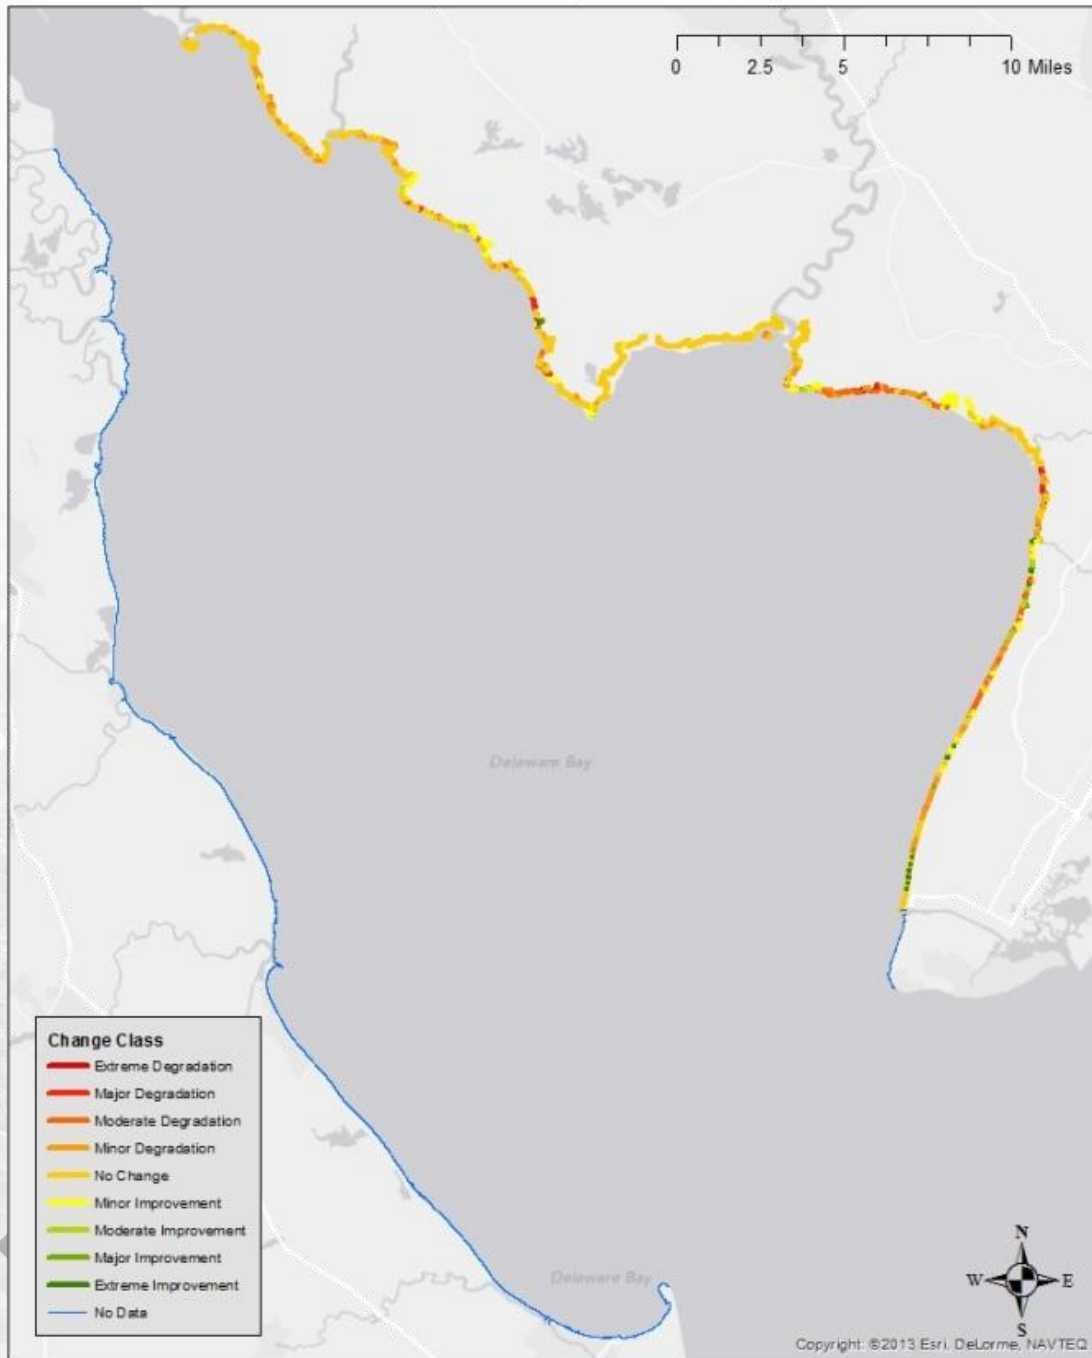 0 2.5 5 10 Miles
Delaware Bay
Change Class
Extreme Degradation
Major Degradation
Moderate Degradation
Minor Degradation
No Change
Minor Improvement
Moderate Improvement
Major Improvement
Extreme Improvement
No Data
Delaware Bay
N
W E
S
Copyright: ©2013 Esri, DeLorme, NAVTEQ